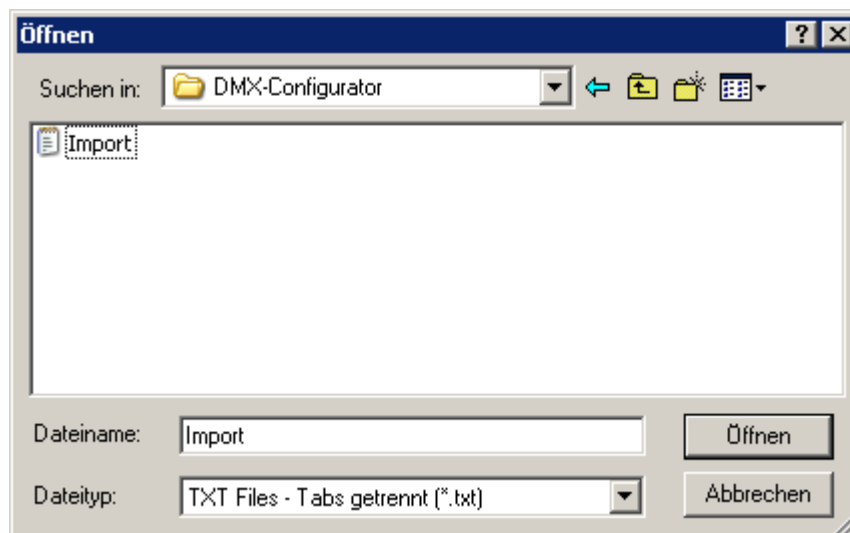 Öffnen
Suchen in: DMX-Configurator
Import
Dateiname: Import Öffnen
Dateityp: TXT Files - Tabs getrennt (*.txt) Abbrechen